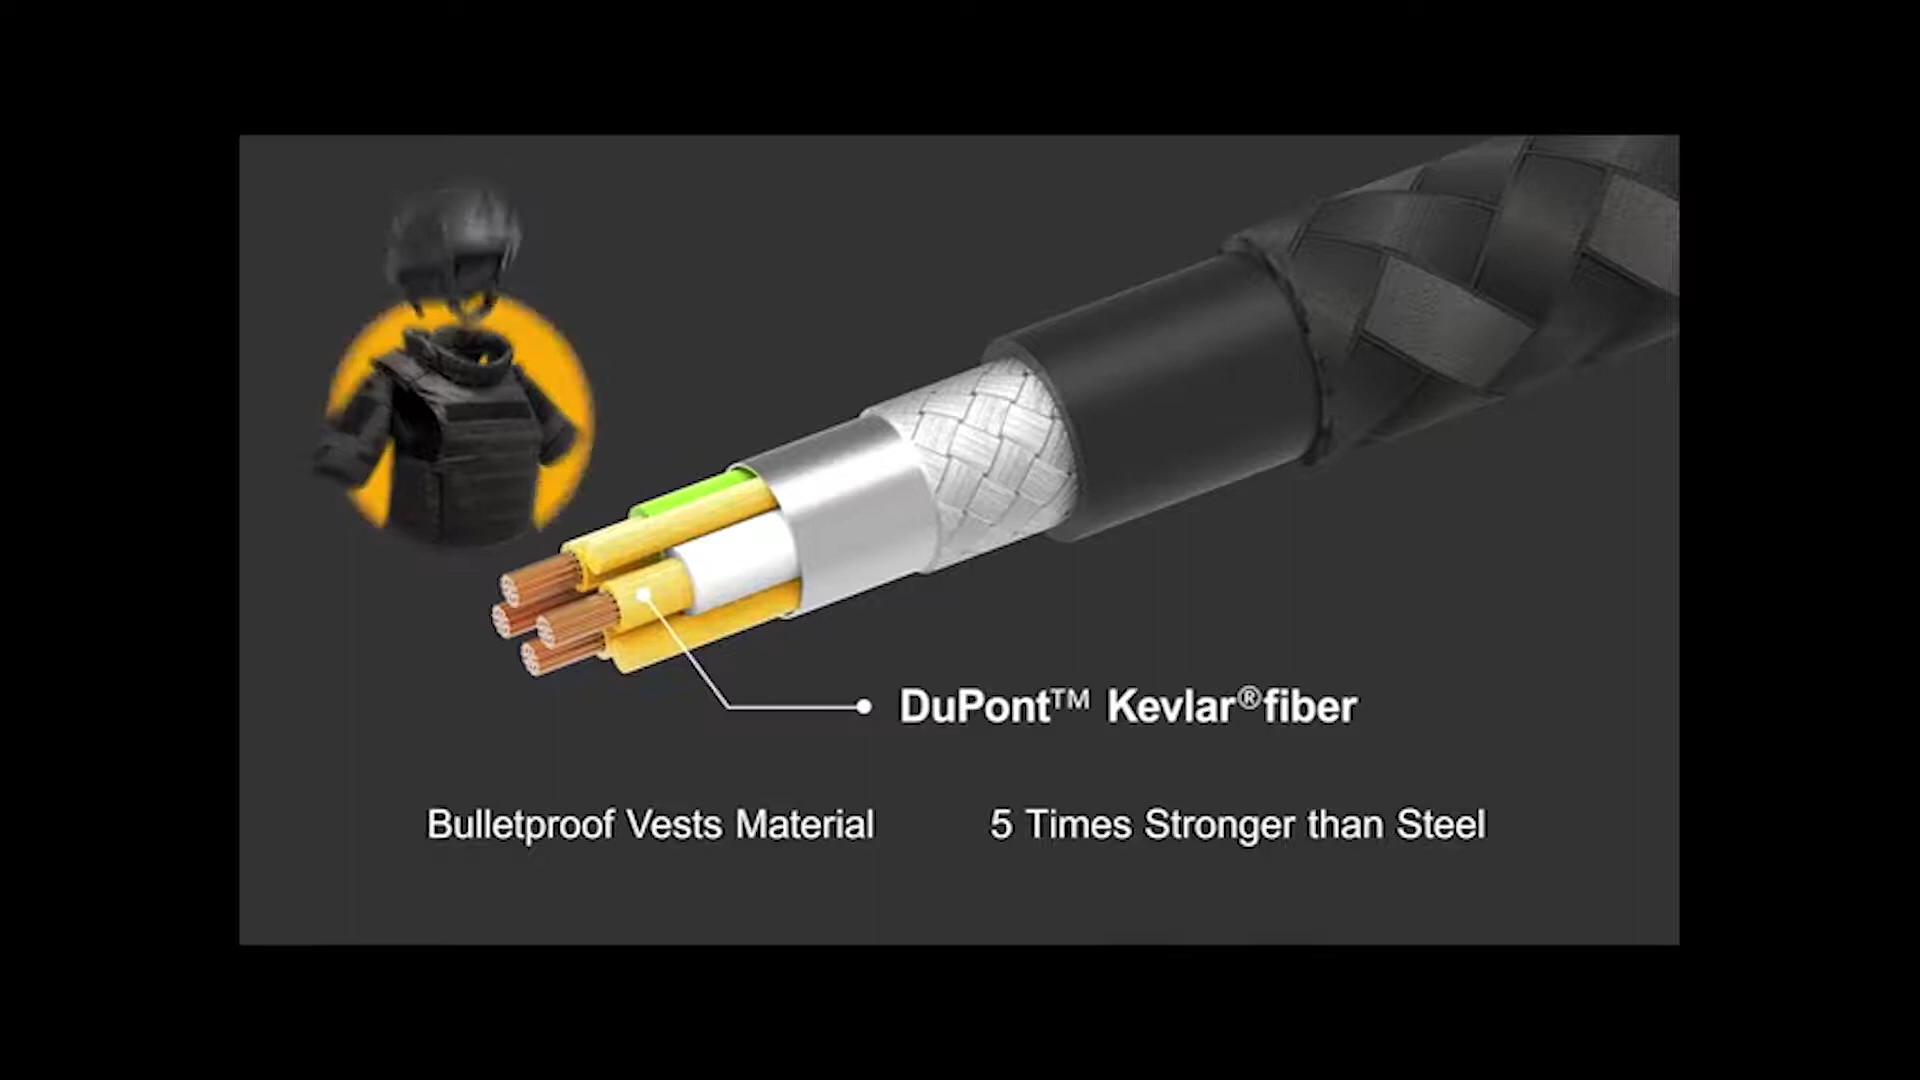 DuPont™ Kevlar®fiber
Bulletproof Vests Material
5 Times Stronger than Steel